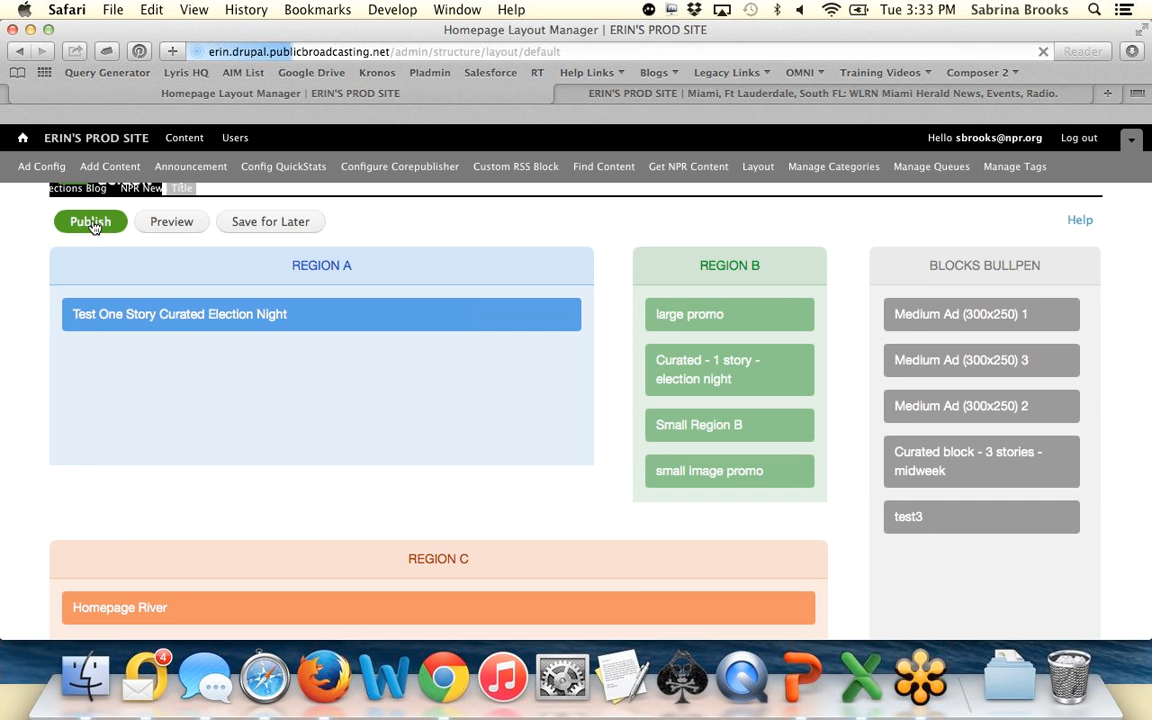 Safari File Edit View History Bookmarks Develop Window Help Tue 3:33 PM Sabrina Brooks
Homepage Layout Manager | ERIN'S PROD SITE
erin.drupal.publicbroadcasting.net/admin/structure/layout/default Reader
Query Generator Lyris HQ AIM List Google Drive Kronos Pladmin Salesforce RT Help Links Blogs Legacy Links OMNI Training Videos Composer 2
Homepage Layout Manager | ERIN'S PROD SITE ERIN'S PROD SITE | Miami, Ft Lauderdale, South FL: WLRN Miami Herald News, Events, Radio.
ERIN'S PROD SITE Content Users Hello sbrooks@npr.org Log out
Ad Config Add Content Announcement Config QuickStats Configure Corepublisher Custom RSS Block Find Content Get NPR Content Layout Manage Categories Manage Queues Manage Tags
ections Blog NPR New Title
Publish Preview Save for Later Help
REGION A REGION B BLOCKS BULLPEN
Test One Story Curated Election Night large promo Medium Ad (300x250) 1
Curated - 1 story - Medium Ad (300x250) 3
election night
Small Region B Medium Ad (300x250) 2
Curated block - 3 stories -
small image promo midweek
test3
REGION C
Homepage River
4